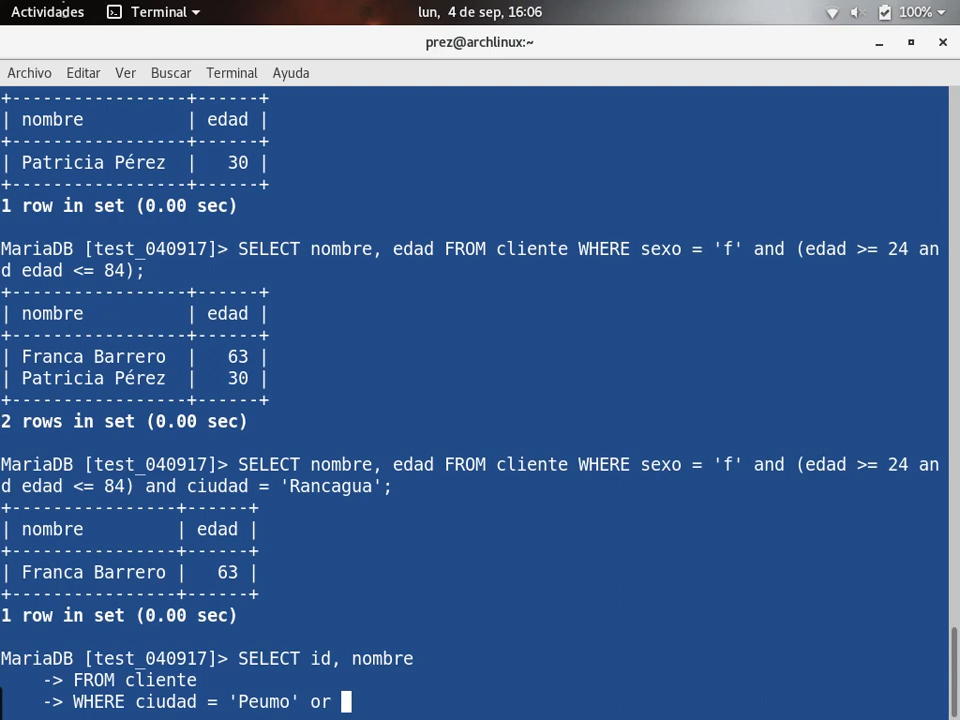 Actividades Terminal lun, 4 de sep, 16:06 100%
prez@archlinux:~
Archivo Editar Ver Buscar Terminal Ayuda
+-----------------+------+
| nombre          | edad |
+-----------------+------+
| Patricia Pérez  |   30 |
+-----------------+------+
1 row in set (0.00 sec)
MariaDB [test_040917]> SELECT nombre, edad FROM cliente WHERE sexo = 'f' and (edad >= 24 an
d edad <= 84);
+-----------------+------+
| nombre          | edad |
+-----------------+------+
| Franca Barrero  |   63 |
| Patricia Pérez  |   30 |
+-----------------+------+
2 rows in set (0.00 sec)
MariaDB [test_040917]> SELECT nombre, edad FROM cliente WHERE sexo = 'f' and (edad >= 24 an
d edad <= 84) and ciudad = 'Rancagua';
+----------------+------+
| nombre         | edad |
+----------------+------+
| Franca Barrero |   63 |
+----------------+------+
1 row in set (0.00 sec)
MariaDB [test_040917]> SELECT id, nombre
    -> FROM cliente
    -> WHERE ciudad = 'Peumo' or